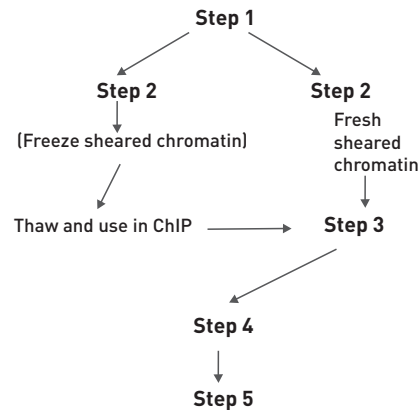 Step 1
Step 2
Step 2
(Freeze sheared chromatin)
Fresh
sheared
chromatin
Thaw and use in ChIP
Step 3
Step 4
Step 5